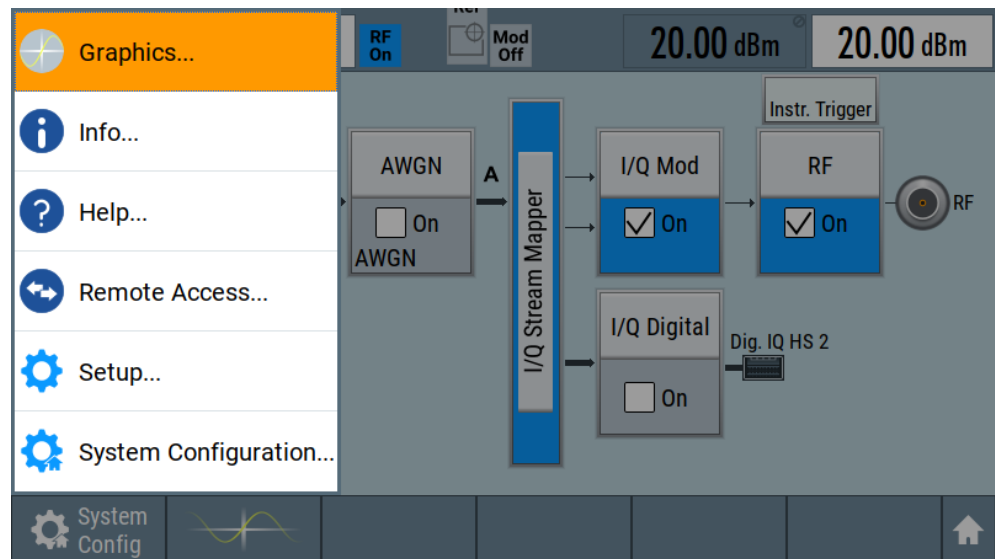 Graphics...
Info...
Help...
Remote Access...
Setup...
System Configuration...
RF
On
Mod
Off
20.00 dBm
20.00 dBm
Instr. Trigger
AWGN
On
AWGN
A
I/Q Stream Mapper
I/Q Mod
On
RF
On
RF
I/Q Digital
On
Dig. IQ HS 2
System
Config